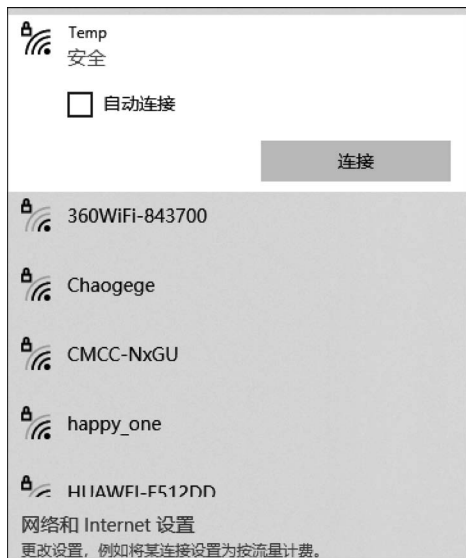 Temp
安全
自动连接
连接
360WiFi-843700
Chaogege
CMCC-NxGU
happy_one
HUAWEI-F512DD
网络和 Internet 设置
更改设置，例如将某连接设置为按流量计费。